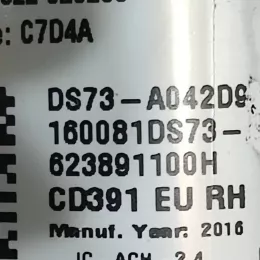 : C7D4A
DS73-A042D9
160081DS73-
623891100H
CD391 EU RH
Manuf. Year: 2016